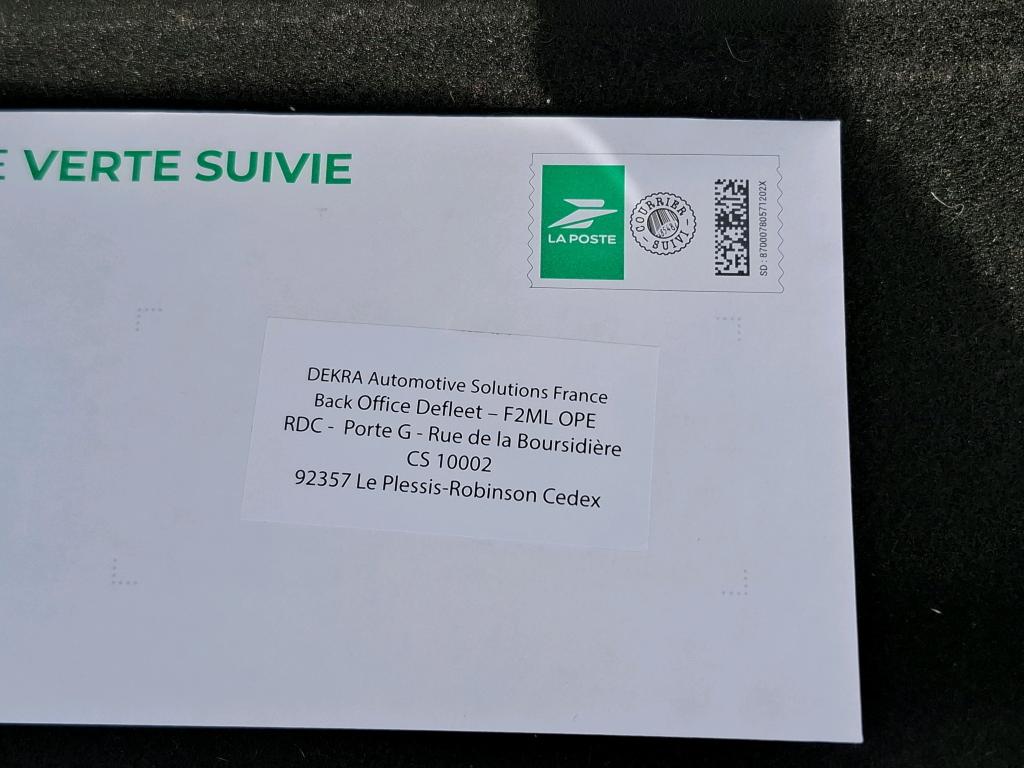 E VERTE SUIVIE
LA POSTE
COURRIER
SUIVI
SD : 87000780571202X
DEKRA Automotive Solutions France
Back Office Defleet – F2ML OPE
RDC - Porte G - Rue de la Boursidière
CS 10002
92357 Le Plessis-Robinson Cedex